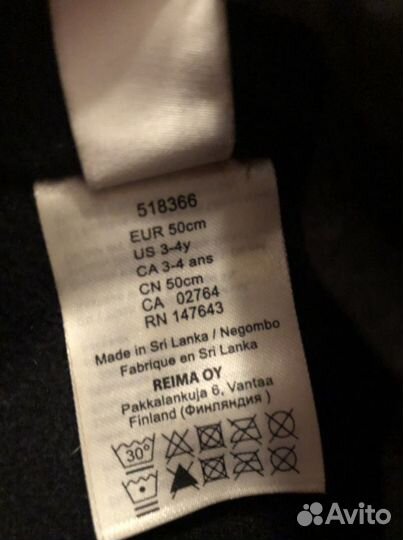 518366
EUR 50cm
US 3-4y
CA 3-4 ans
CN 50cm
CA 02764
RN 147643
Made in Sri Lanka / Negombo
Fabrique en Sri Lanka
REIMA OY
Pakkalankuja 6, Vantaa
Finland (Финляндия)
30°
Avito